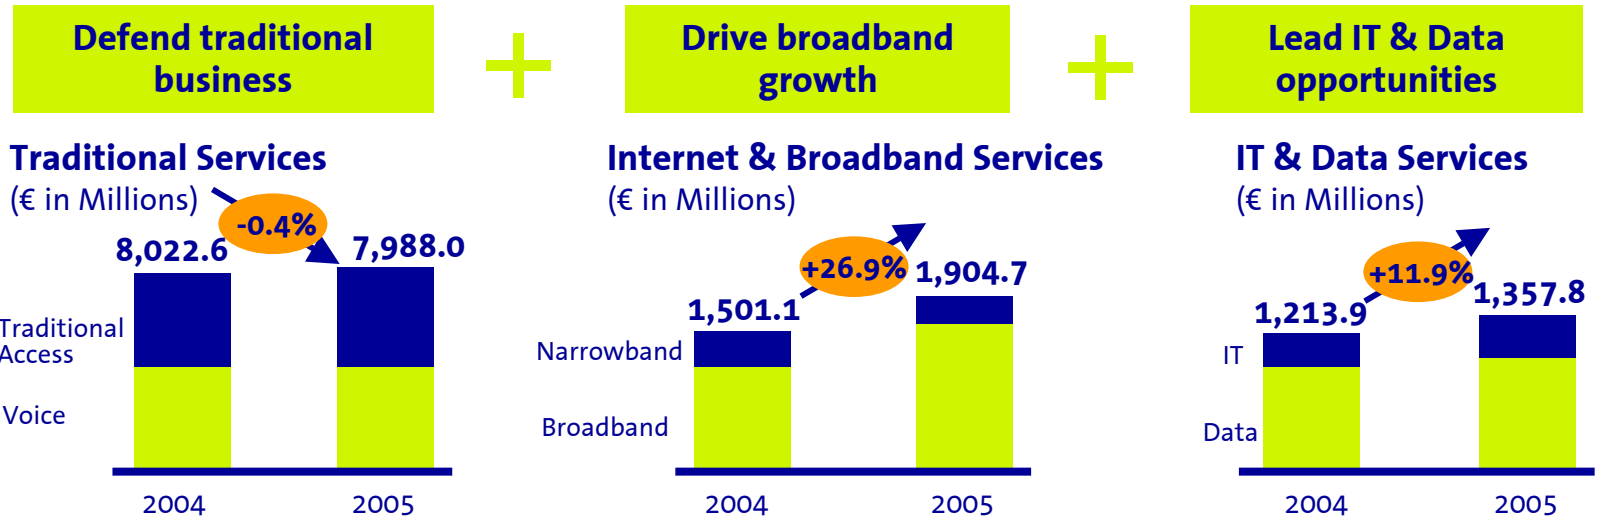 Defend traditional
business
Drive broadband
growth
Lead IT & Data
opportunities
Traditional Services
(€ in Millions)
-0.4%
8,022.6
7,988.0
Traditional
Access
Voice
2004
2005
Internet & Broadband Services
(€ in Millions)
+26.9%
1,501.1
1,904.7
Narrowband
Broadband
2004
2005
IT & Data Services
(€ in Millions)
+11.9%
1,213.9
1,357.8
IT
Data
2004
2005